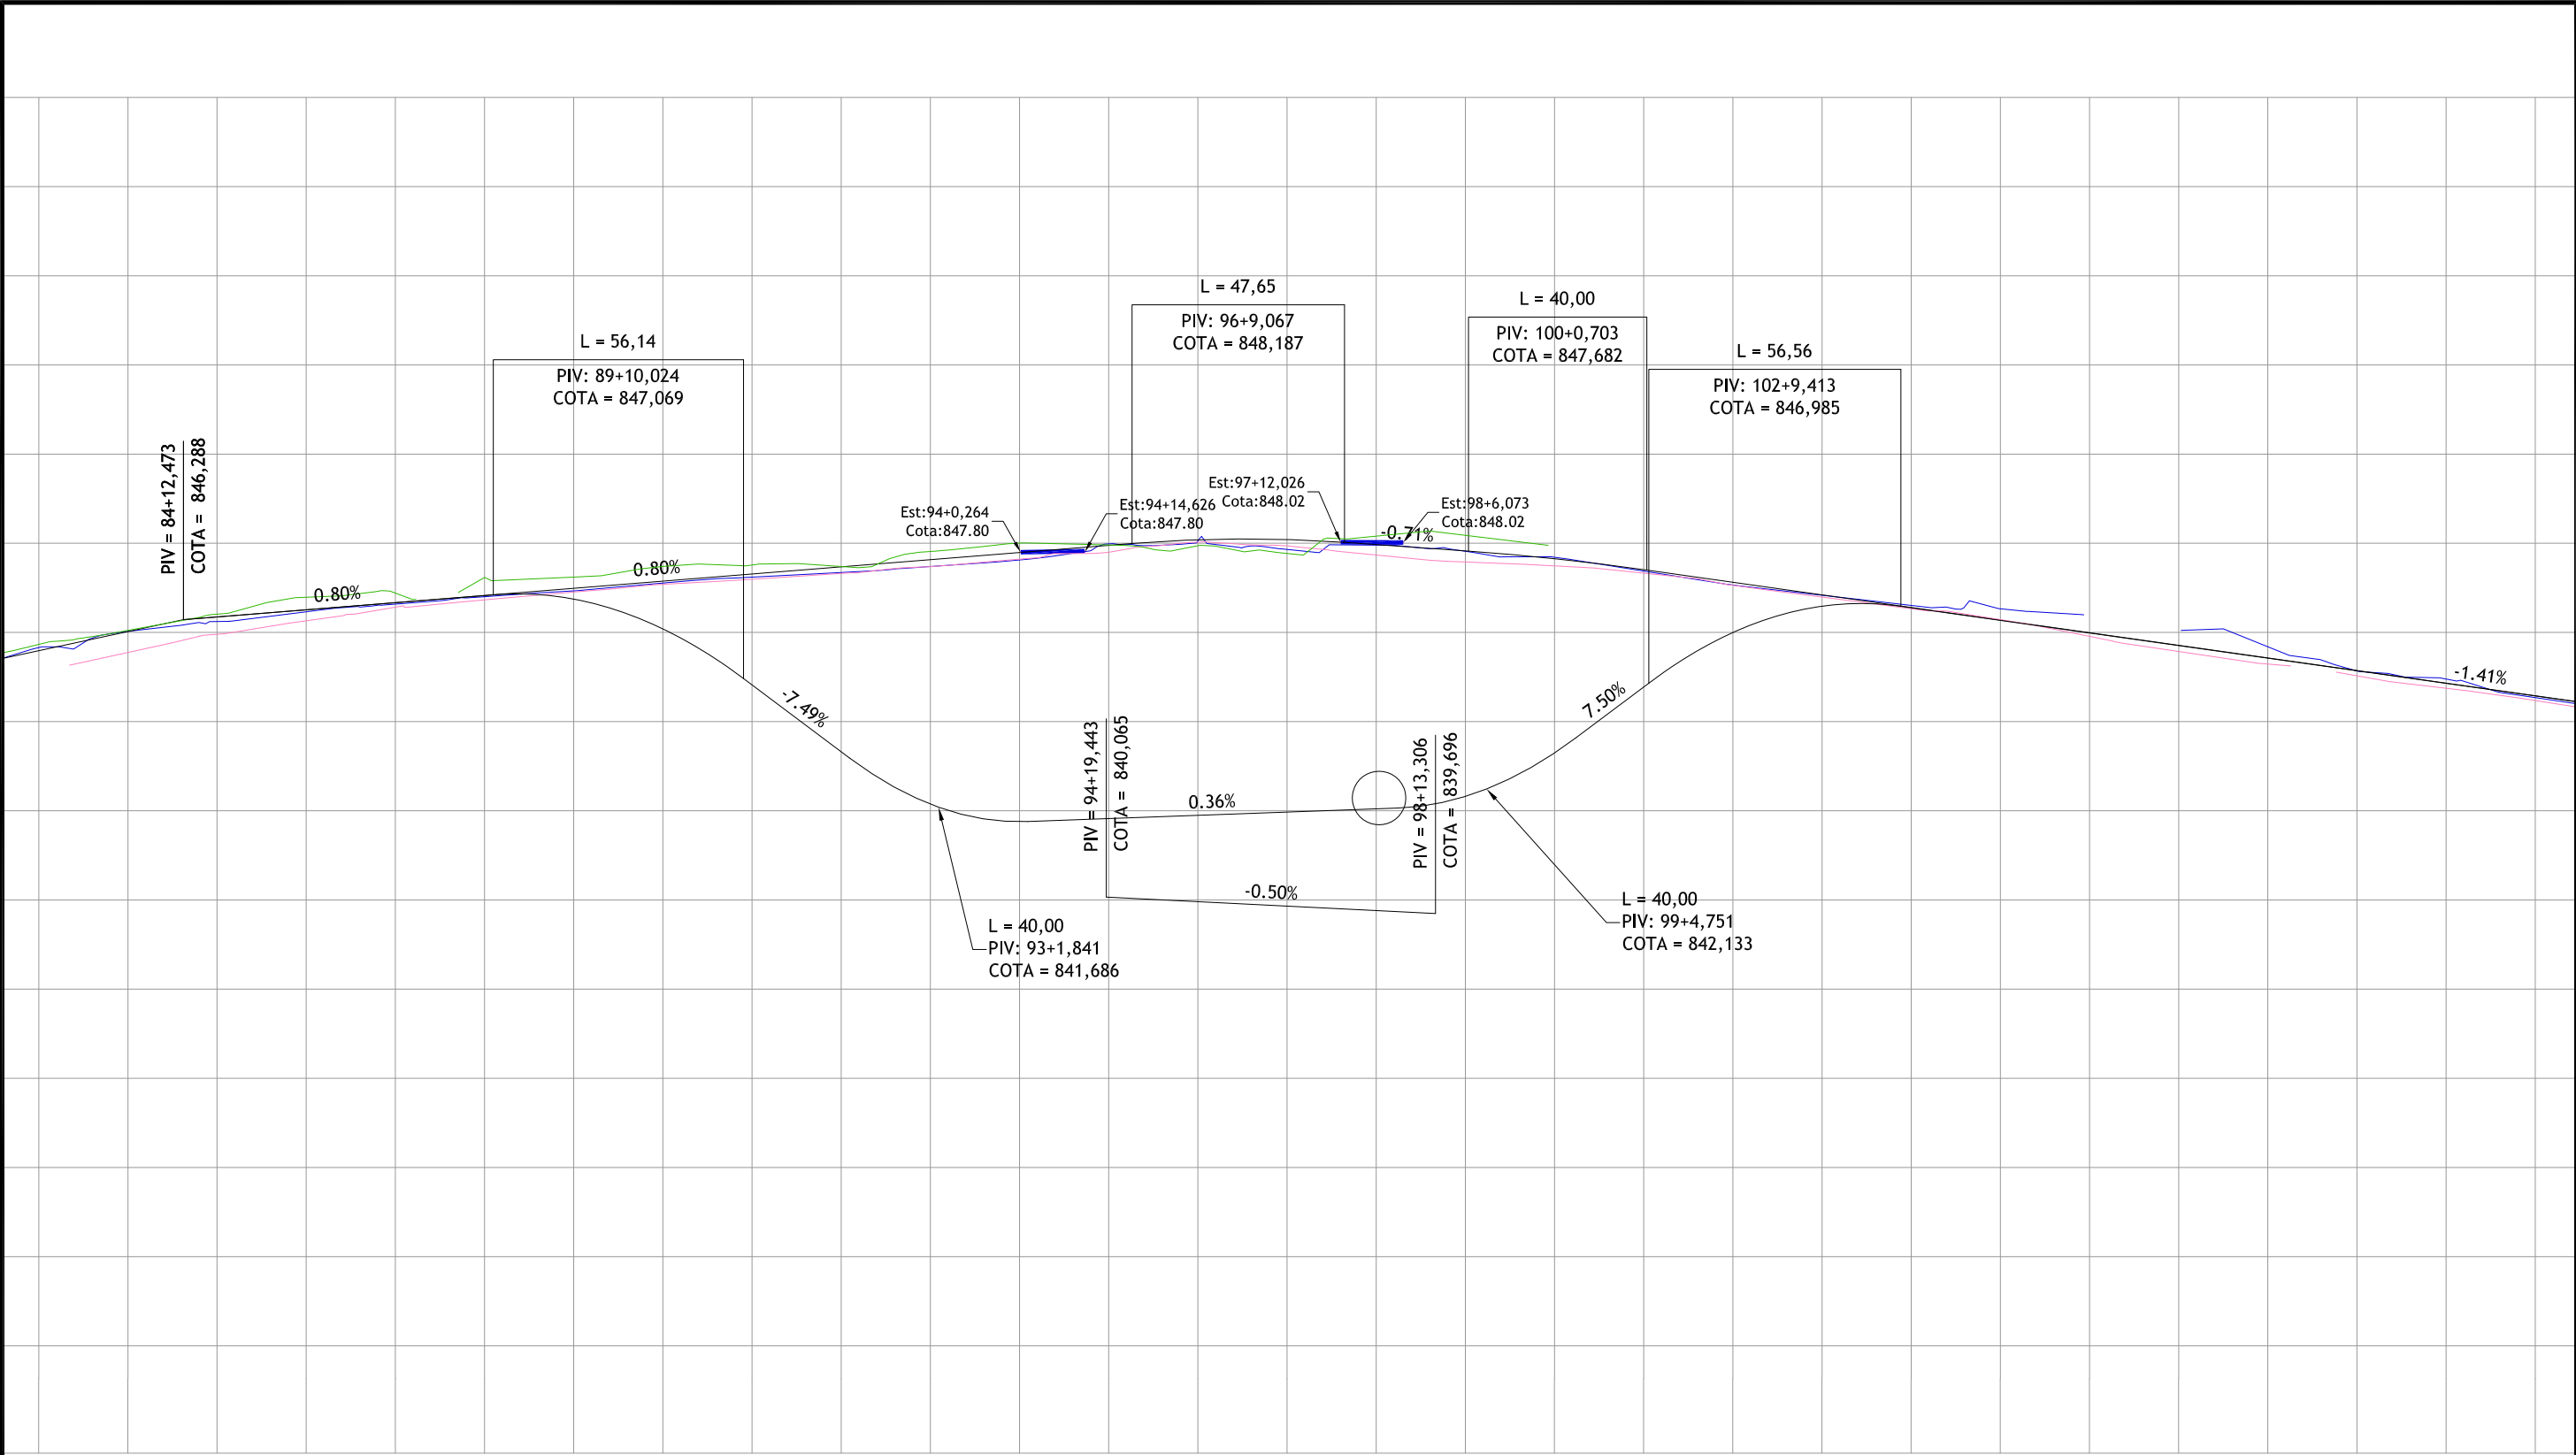 L = 47,65
PIV: 96+9,067
COTA = 848,187
L = 40,00
PIV: 100+0,703
COTA = 847,682
L = 56,14
PIV: 89+10,024
COTA = 847,069
L = 56,56
PIV: 102+9,413
COTA = 846,985
PIV = 84+12,473
COTA = 846,288
Est:94+0,264
Cota:847.80
Est:94+14,626
Cota:847.80
Est:97+12,026
Cota:848.02
Est:98+6,073
Cota:848.02
-0.71%
0.80%
0.80%
-1.41%
-7.49%
7.50%
PIV = 94+19,443
COTA = 840,065
0.36%
PIV = 98+13,306
COTA = 839,696
-0.50%
L = 40,00
PIV: 93+1,841
COTA = 841,686
L = 40,00
PIV: 99+4,751
COTA = 842,133